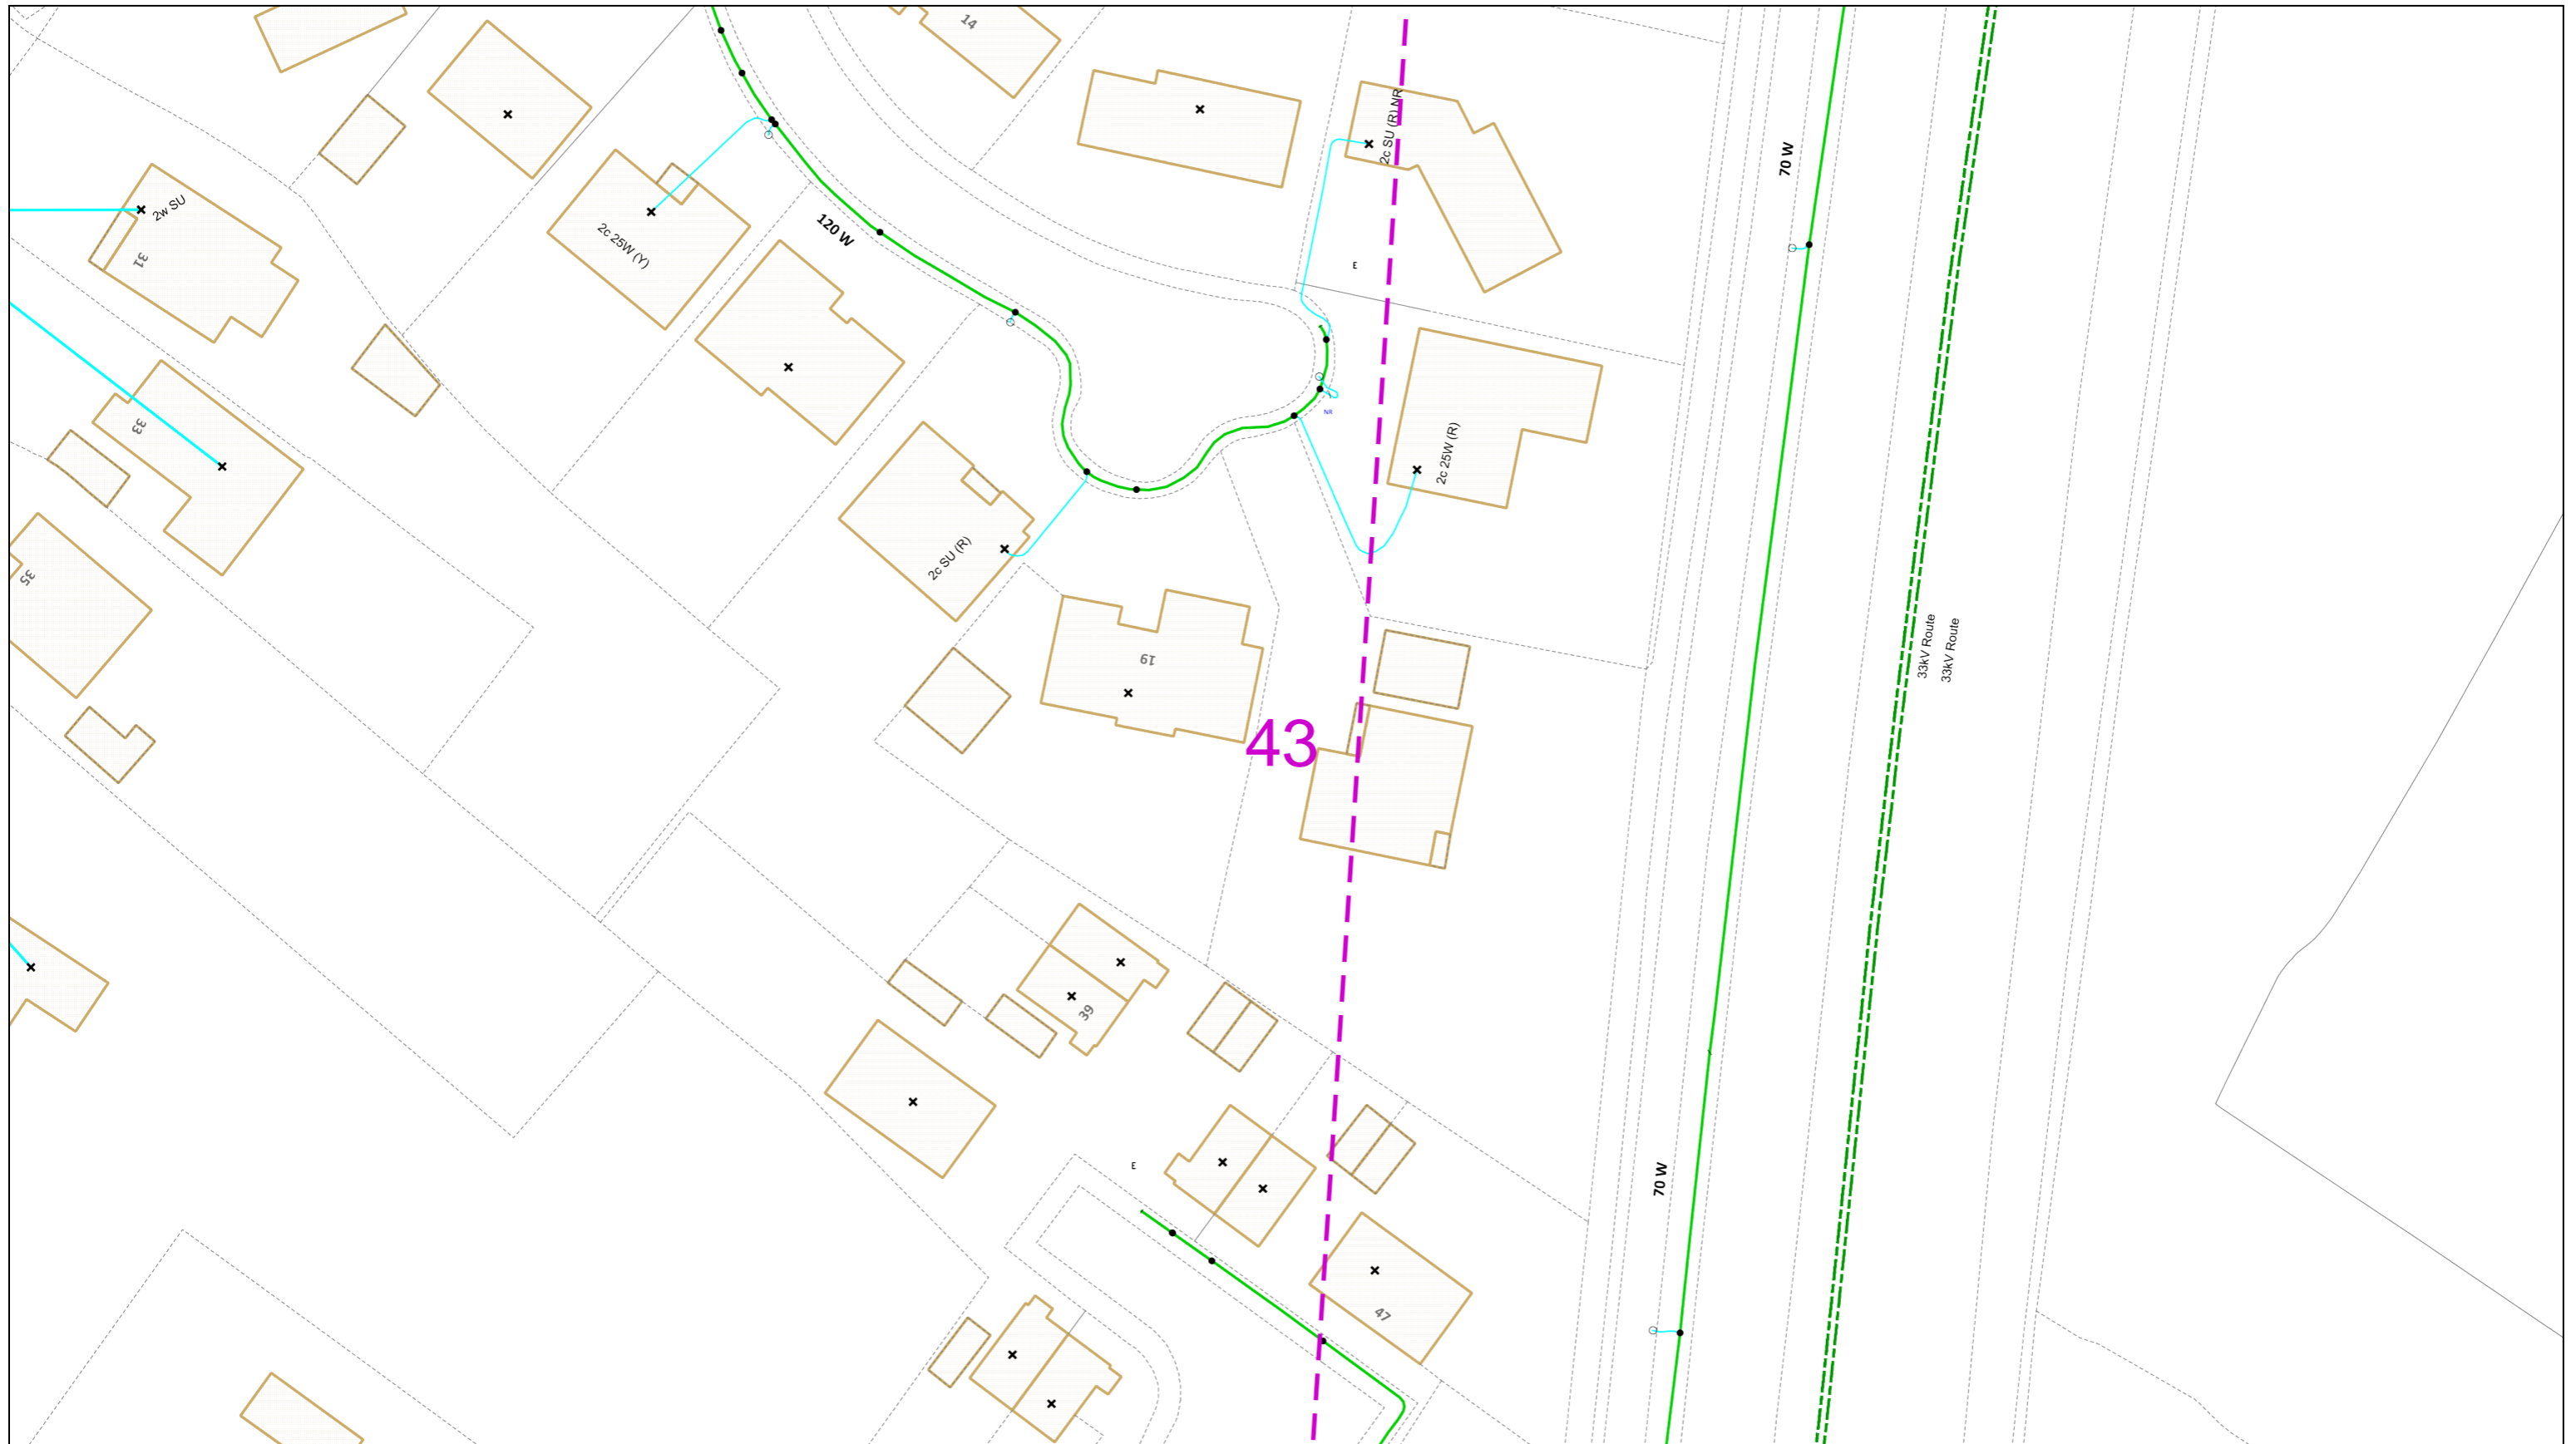 14
2c SU (R) NR
70 W
2w SU
120 W
2c 25W (Y)
31
E
NR
33
2c 25W (R)
2c SU (R)
35
33kV Route
33kV Route
19
43
39
E
70 W
47